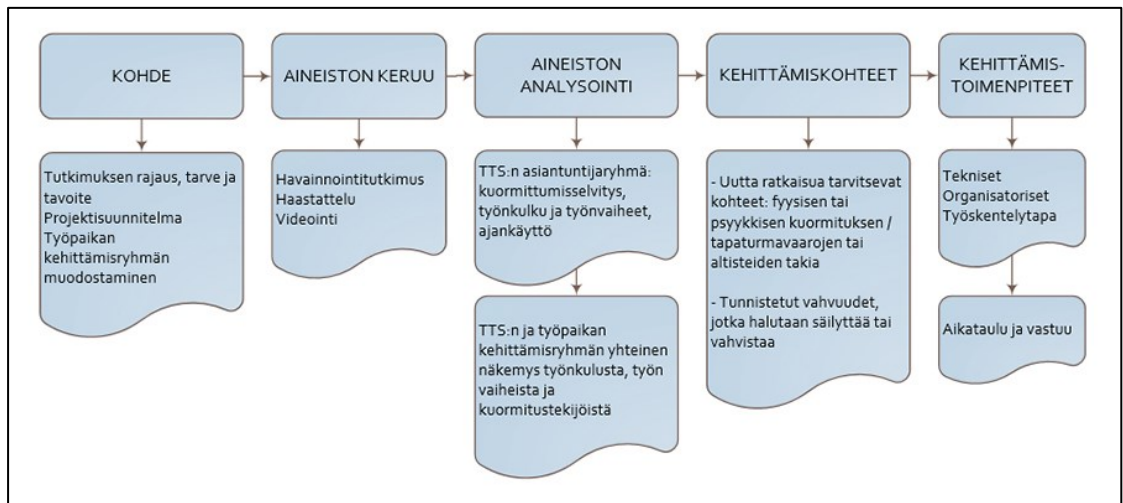 KOHDE
AINEISTON KERUU
AINEISTON
ANALYSOINTI
KEHITTÄMISKOHTEET
KEHITTÄMIS-
TOIMENPITEET
Tutkimuksen rajaus, tarve ja
tavoite
Projektisuunnitelma
Työpaikan
kehittämisryhmän
muodostaminen
Havainnointitutkimus
Haastattelu
Videointi
TTS:n asiantuntijaryhmä:
kuormittumisselvitys,
työnkulku ja työnvaiheet,
ajankäyttö
TTS:n ja työpaikan
kehittämisryhmän yhteinen
näkemys työnkulusta, työn
vaiheista ja
kuormitustekijöistä
- Uutta ratkaisua tarvitsevat
kohteet: fyysisen tai
psyykkisen kuormituksen /
tapaturmavaarojen tai
altisteiden takia
- Tunnistetut vahvuudet,
jotka halutaan säilyttää tai
vahvistaa
Tekniset
Organisatoriset
Työskentelytapa
Aikataulu ja vastuu